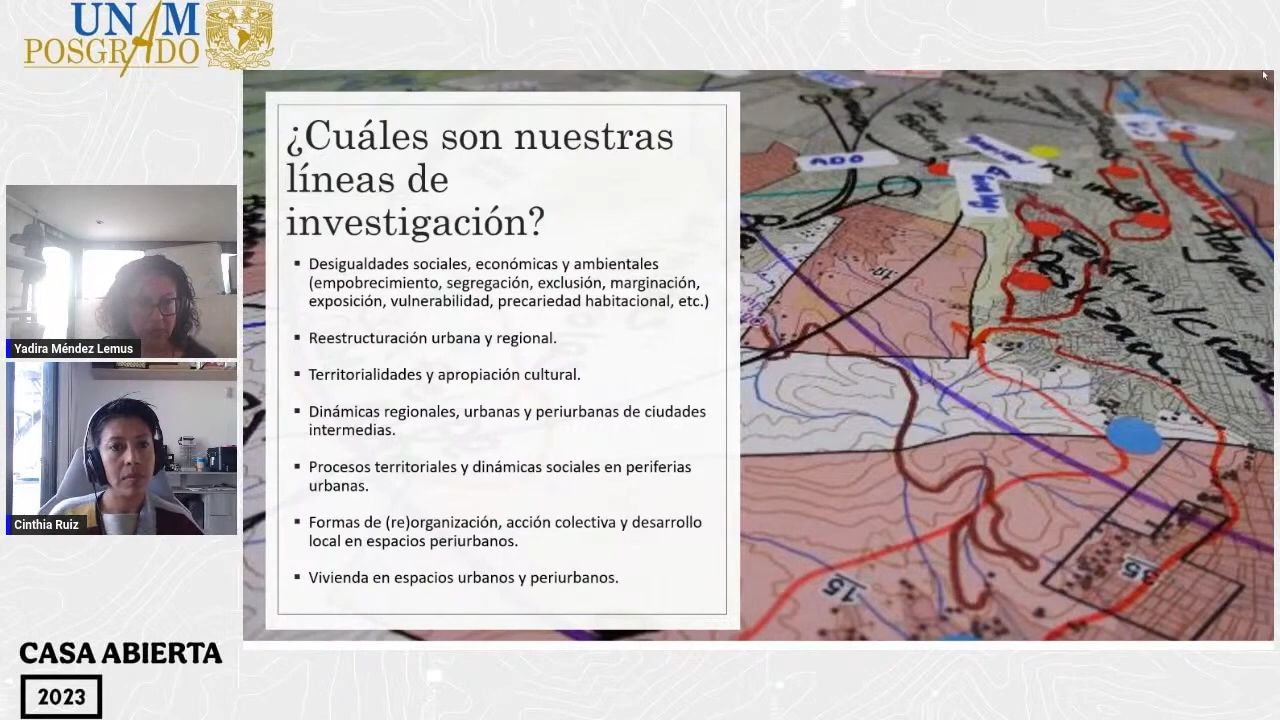 UNAM
POSGRADO
¿Cuáles son nuestras
líneas de
investigación?
▪ Desigualdades sociales, económicas y ambientales
(empobrecimiento, segregación, exclusión, marginación,
exposición, vulnerabilidad, precariedad habitacional, etc.)
▪ Reestructuración urbana y regional.
▪ Territorialidades y apropiación cultural.
▪ Dinámicas regionales, urbanas y periurbanas de ciudades
intermedias.
▪ Procesos territoriales y dinámicas sociales en periferias
urbanas.
▪ Formas de (re)organización, acción colectiva y desarrollo
local en espacios periurbanos.
▪ Vivienda en espacios urbanos y periurbanos.
ADO
15
35
Yadira Méndez Lemus
Cinthia Ruiz
CASA ABIERTA
2023